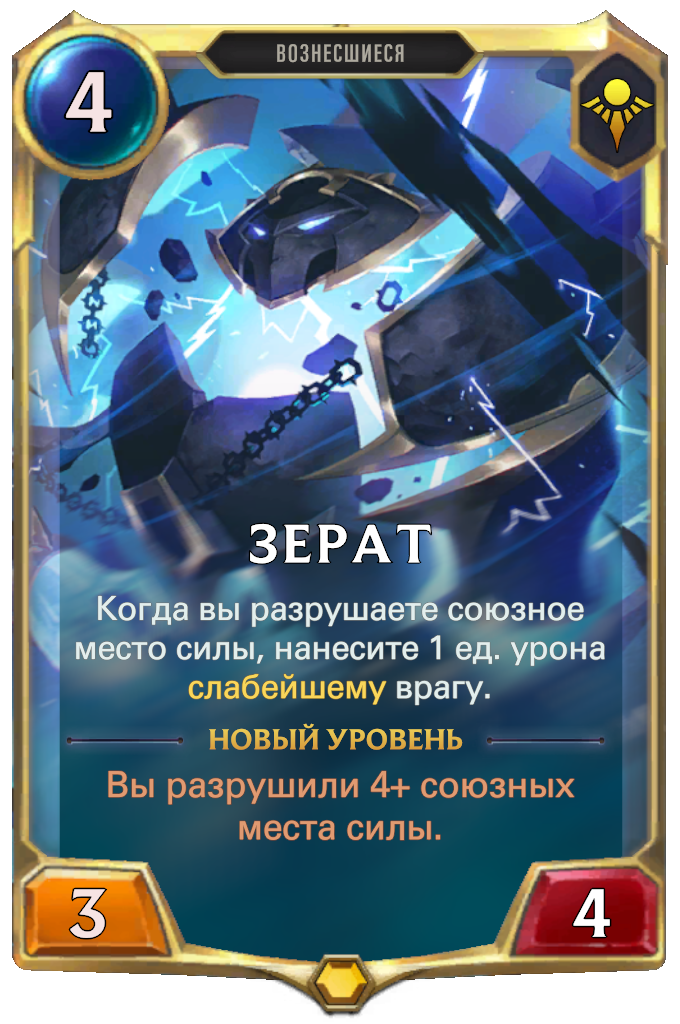 ВОЗНЕСШИЕСЯ
4
ЗЕРАТ
Когда вы разрушаете союзное
место силы, нанесите 1 ед. урона
слабейшему врагу.
НОВЫЙ УРОВЕНЬ
Вы разрушили 4+ союзных
места силы.
3
4